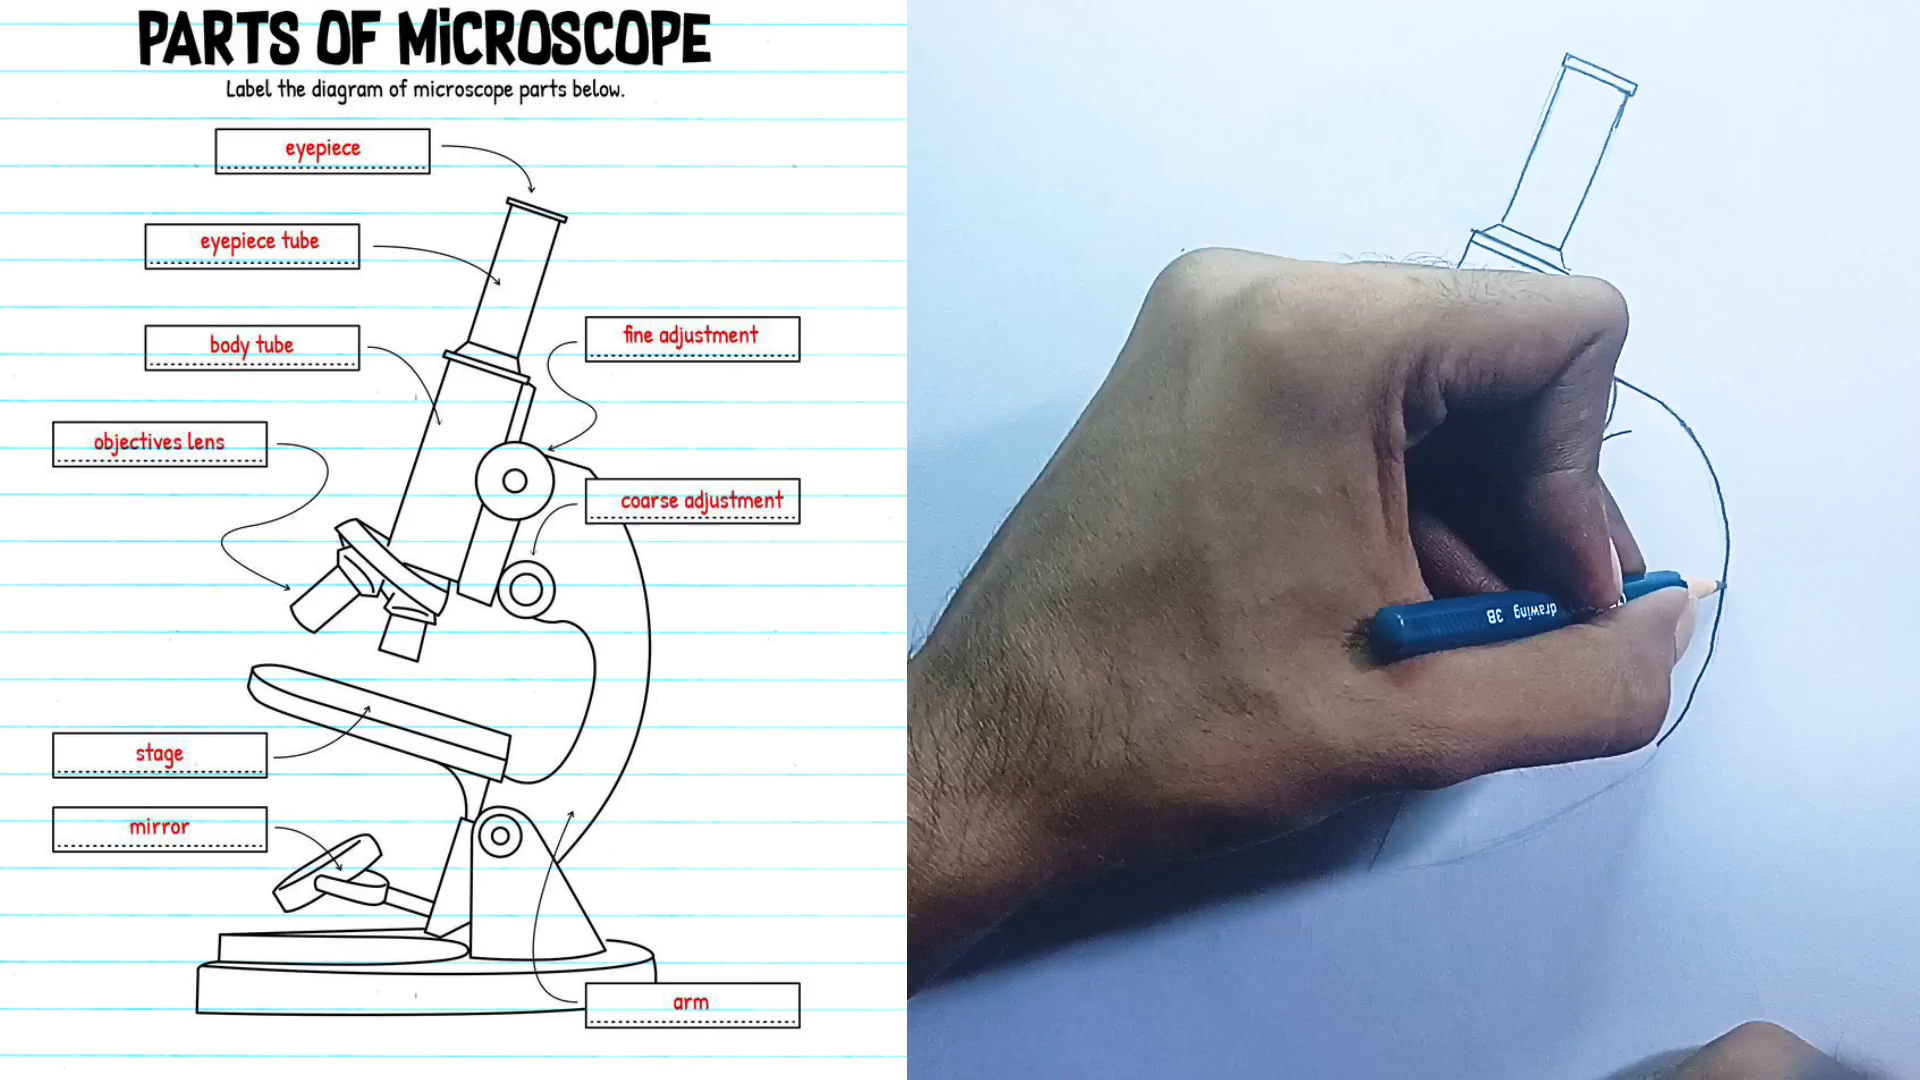 PARTS OF MiCROSCOPE
Label the diagram of microscope parts below.
eyepiece
eyepiece tube
body tube
fine adjustment
objectives lens
coarse adjustment
stage
mirror
arm
drawing 3B